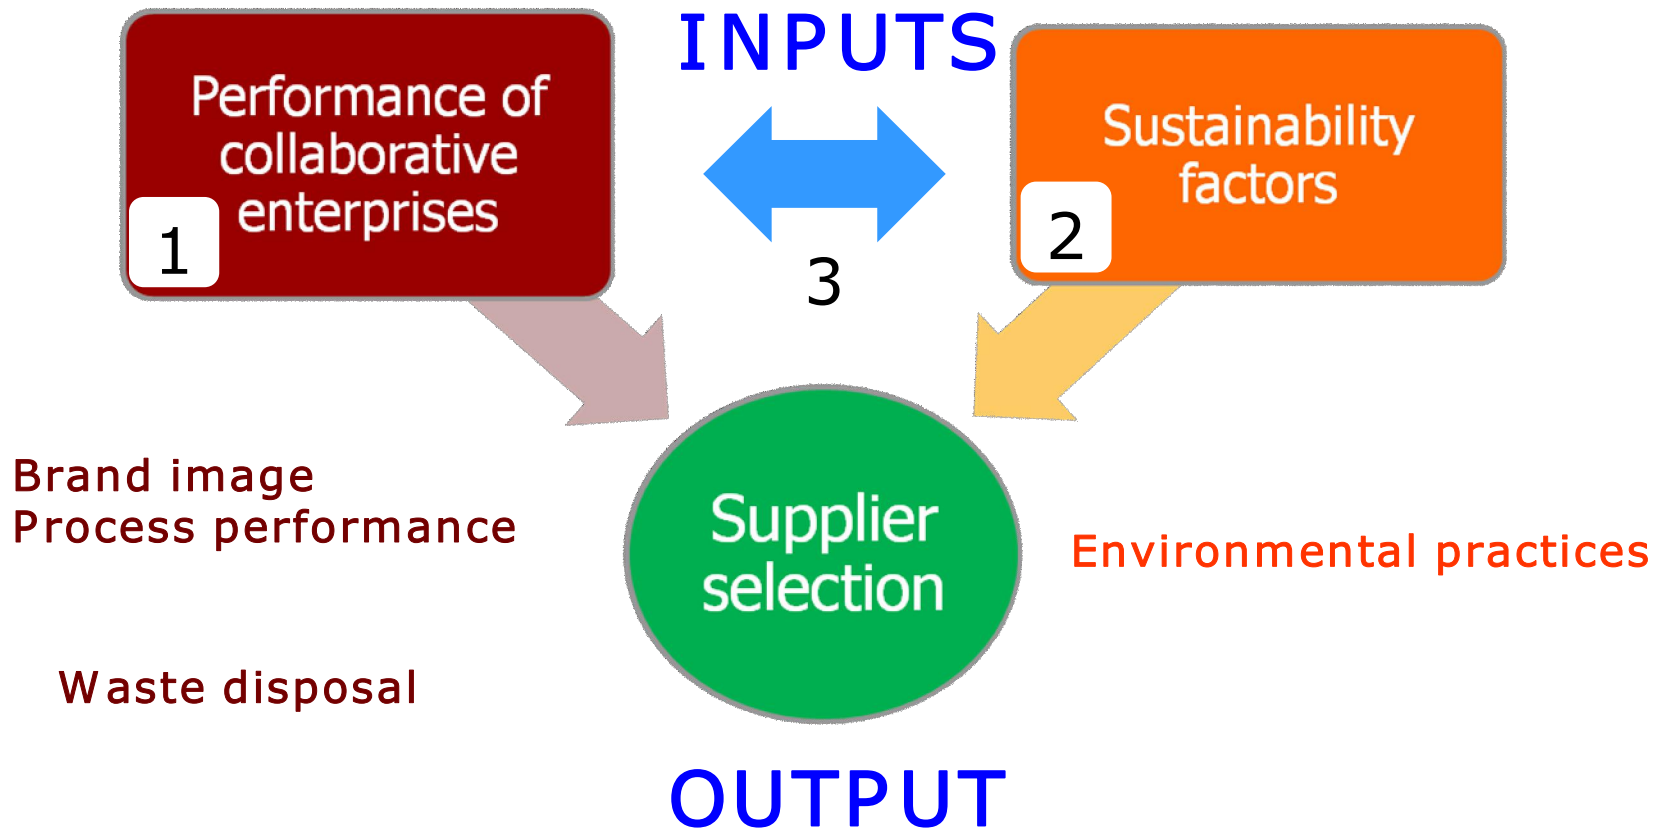 INPUTS
Performance of
collaborative
enterprises
1
Sustainability
factors
2
3
Brand image
Process performance
Supplier
selection
Environmental practices
Waste disposal
OUTPUT